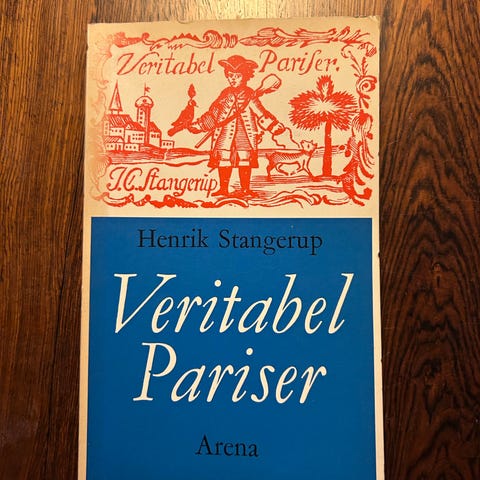 Veritabel Pariser.
J.C. Stangerup
Henrik Stangerup
Veritabel
Pariser
Arena